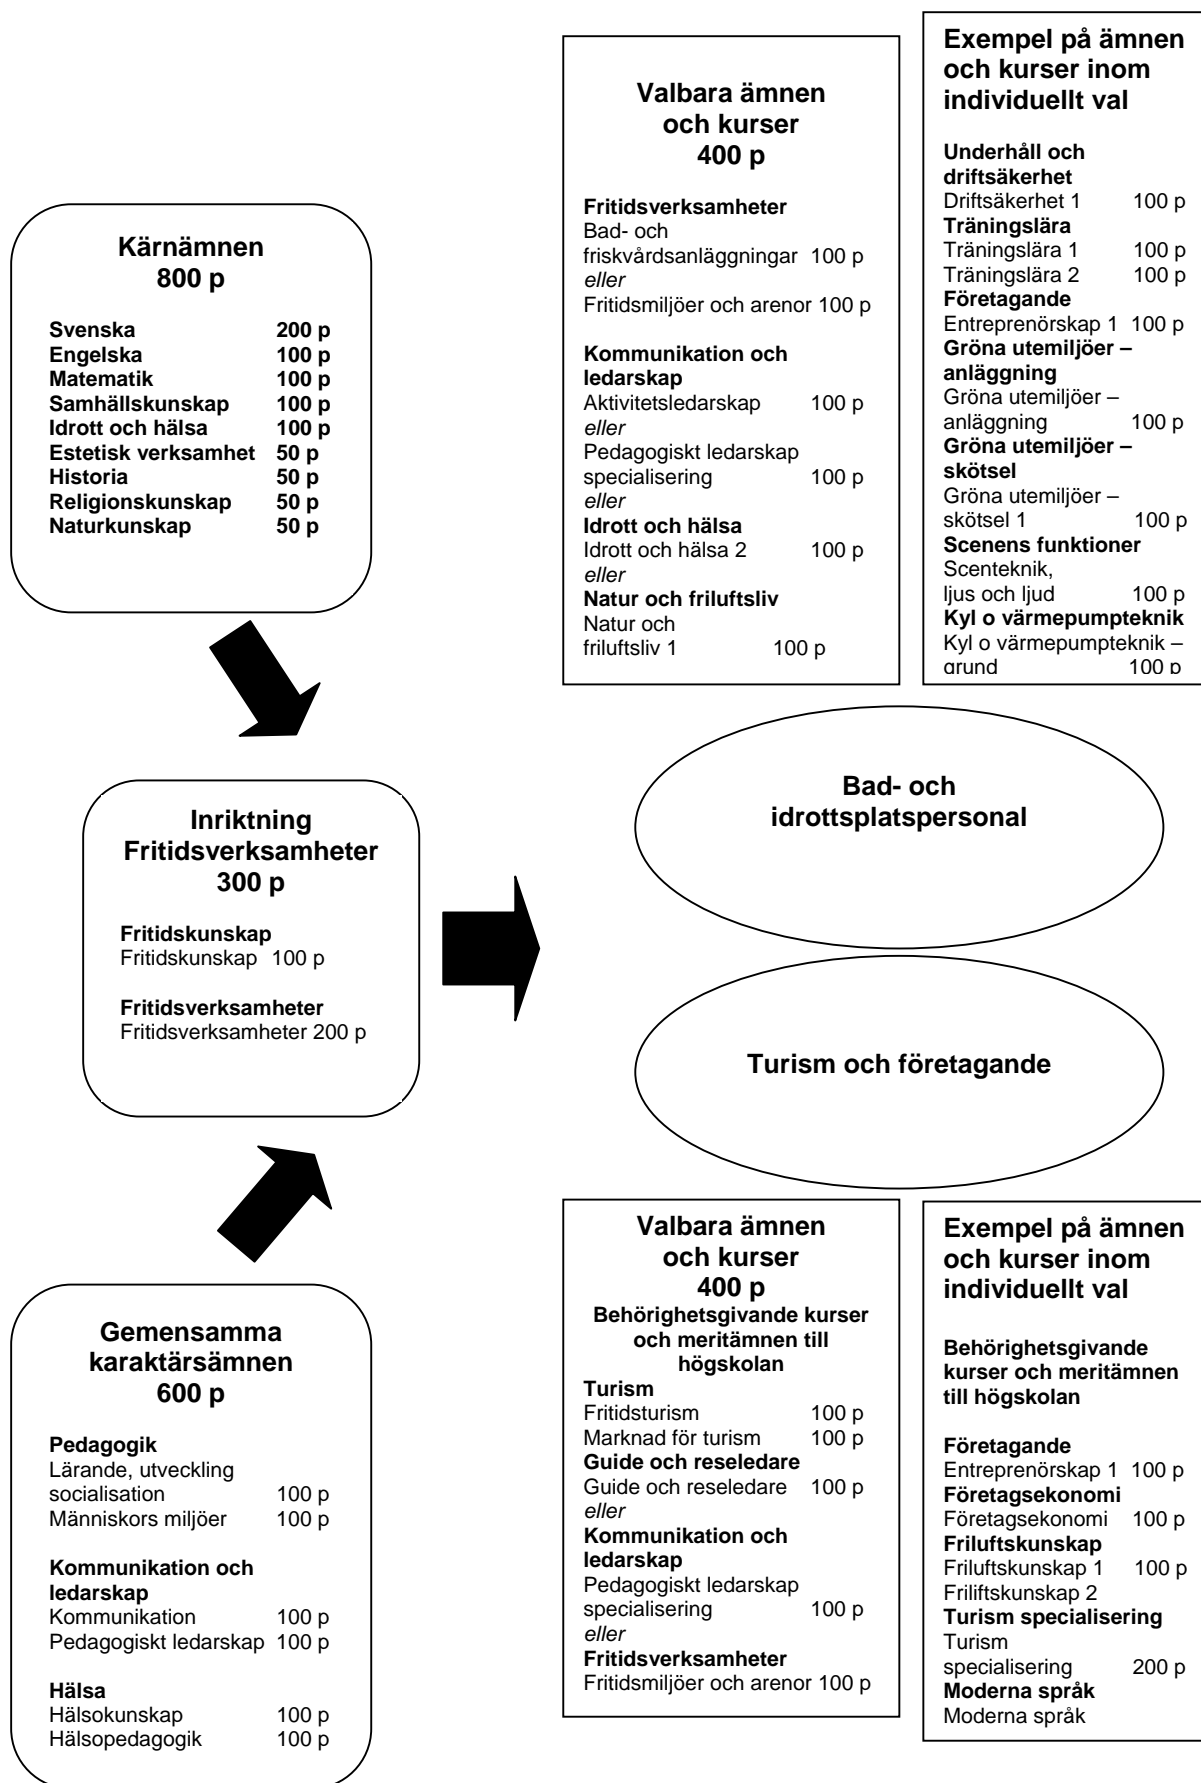 Kärnämnen
800 p
Svenska 200 p
Engelska 100 p
Matematik 100 p
Samhällskunskap 100 p
Idrott och hälsa 100 p
Estetisk verksamhet 50 p
Historia 50 p
Religionskunskap 50 p
Naturkunskap 50 p
Inriktning
Fritidsverksamheter
300 p
Fritidskunskap
Fritidskunskap 100 p
Fritidsverksamheter
Fritidsverksamheter 200 p
Gemensamma
karaktärsämnen
600 p
Pedagogik
Lärande, utveckling
socialisation 100 p
Människors miljöer 100 p
Kommunikation och
ledarskap
Kommunikation 100 p
Pedagogiskt ledarskap 100 p
Hälsa
Hälsokunskap 100 p
Hälsopedagogik 100 p
Valbara ämnen
och kurser
400 p
Fritidsverksamheter
Bad- och
friskvårdsanläggningar 100 p
eller
Fritidsmiljöer och arenor 100 p
Kommunikation och
ledarskap
Aktivitetsledarskap 100 p
eller
Pedagogiskt ledarskap
specialisering 100 p
eller
Idrott och hälsa
Idrott och hälsa 2 100 p
eller
Natur och friluftsliv
Natur och
friluftsliv 1 100 p
Exempel på ämnen
och kurser inom
individuellt val
Underhåll och
driftsäkerhet
Driftsäkerhet 1 100 p
Träningslära
Träningslära 1 100 p
Träningslära 2 100 p
Företagande
Entreprenörskap 1 100 p
Gröna utemiljöer –
anläggning
Gröna utemiljöer –
anläggning 100 p
Gröna utemiljöer –
skötsel
Gröna utemiljöer –
skötsel 1 100 p
Scenens funktioner
Scenteknik,
ljus och ljud 100 p
Kyl o värmepumpteknik
Kyl o värmepumpteknik –
grund 100 p
Bad- och
idrottsplatspersonal
Turism och företagande
Valbara ämnen
och kurser
400 p
Behörighetsgivande kurser
och meritämnen till
högskolan
Turism
Fritidsturism 100 p
Marknad för turism 100 p
Guide och reseledare
Guide och reseledare 100 p
eller
Kommunikation och
ledarskap
Pedagogiskt ledarskap
specialisering 100 p
eller
Fritidsverksamheter
Fritidsmiljöer och arenor 100 p
Exempel på ämnen
och kurser inom
individuellt val
Behörighetsgivande
kurser och meritämnen
till högskolan
Företagande
Entreprenörskap 1 100 p
Företagsekonomi
Företagsekonomi 100 p
Friluftskunskap
Friluftskunskap 1 100 p
Friliftskunskap 2
Turism specialisering
Turism
specialisering 200 p
Moderna språk
Moderna språk